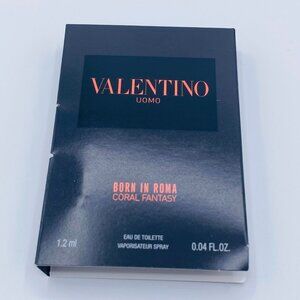 VALENTINO
UOMO
BORN IN ROMA
CORAL FANTASY
1.2 ml
EAU DE TOILETTE
VAPORISATEUR SPRAY
0.04 FL.OZ.